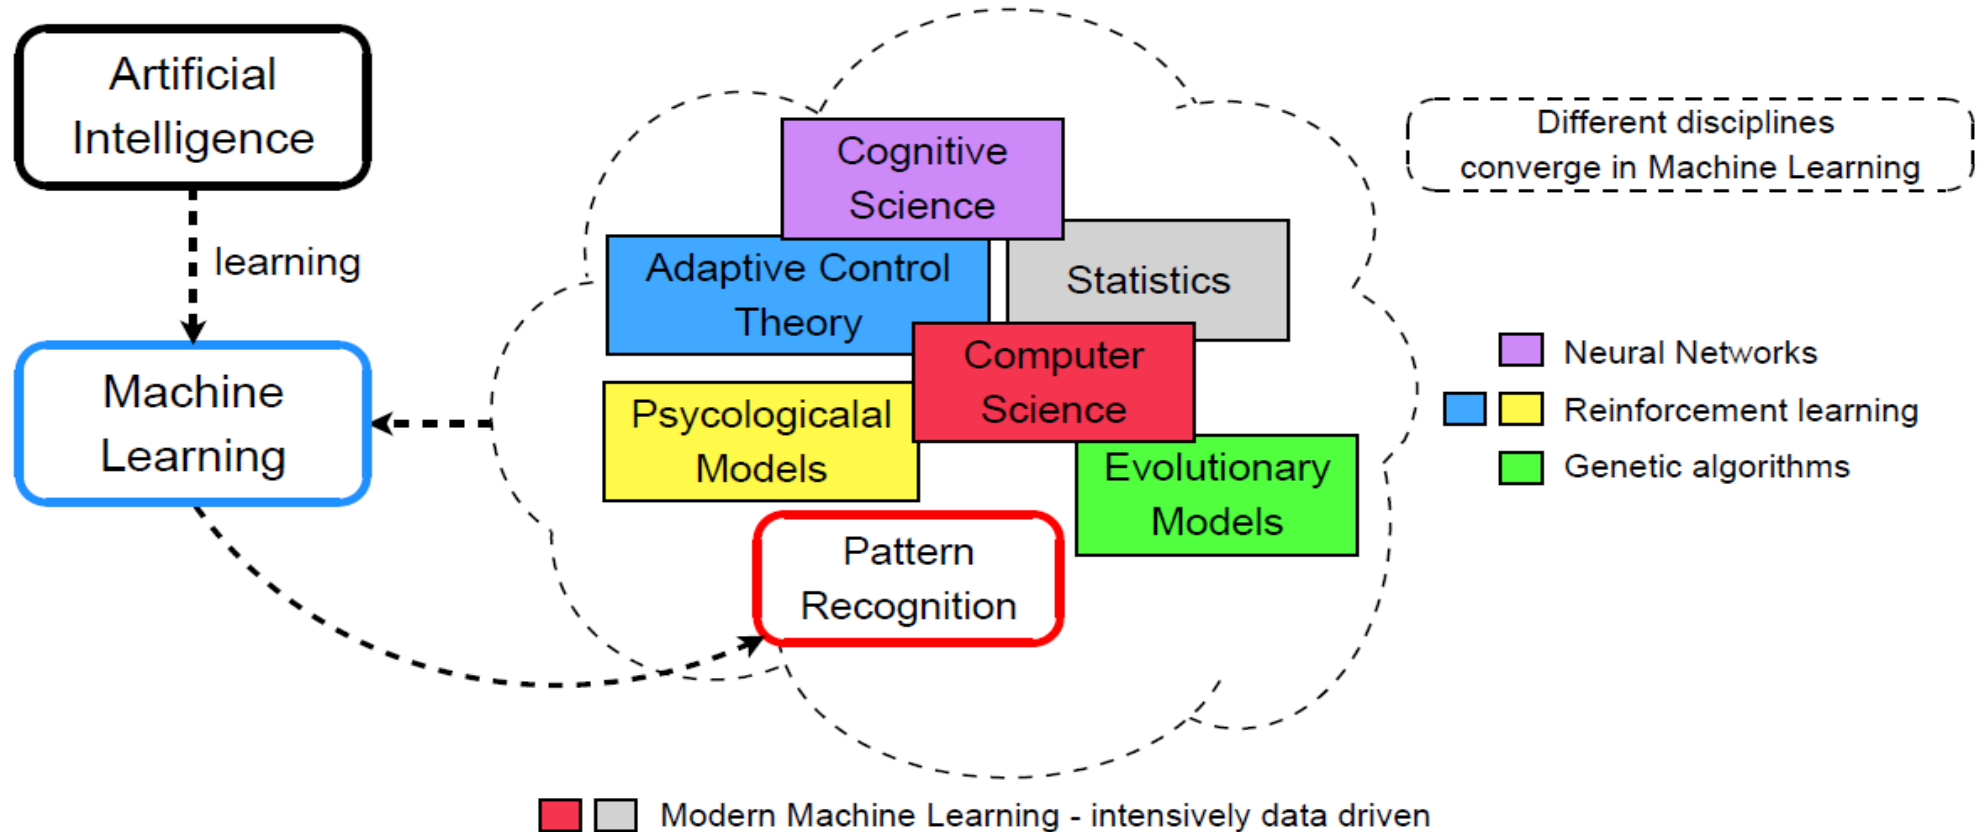 Artificial
Intelligence
learning
Machine
Learning
Cognitive
Science
Adaptive Control
Theory
Statistics
Computer
Science
Psycologicalal
Models
Evolutionary
Models
Pattern
Recognition
Different disciplines
converge in Machine Learning
Neural Networks
Reinforcement learning
Genetic algorithms
Modern Machine Learning - intensively data driven